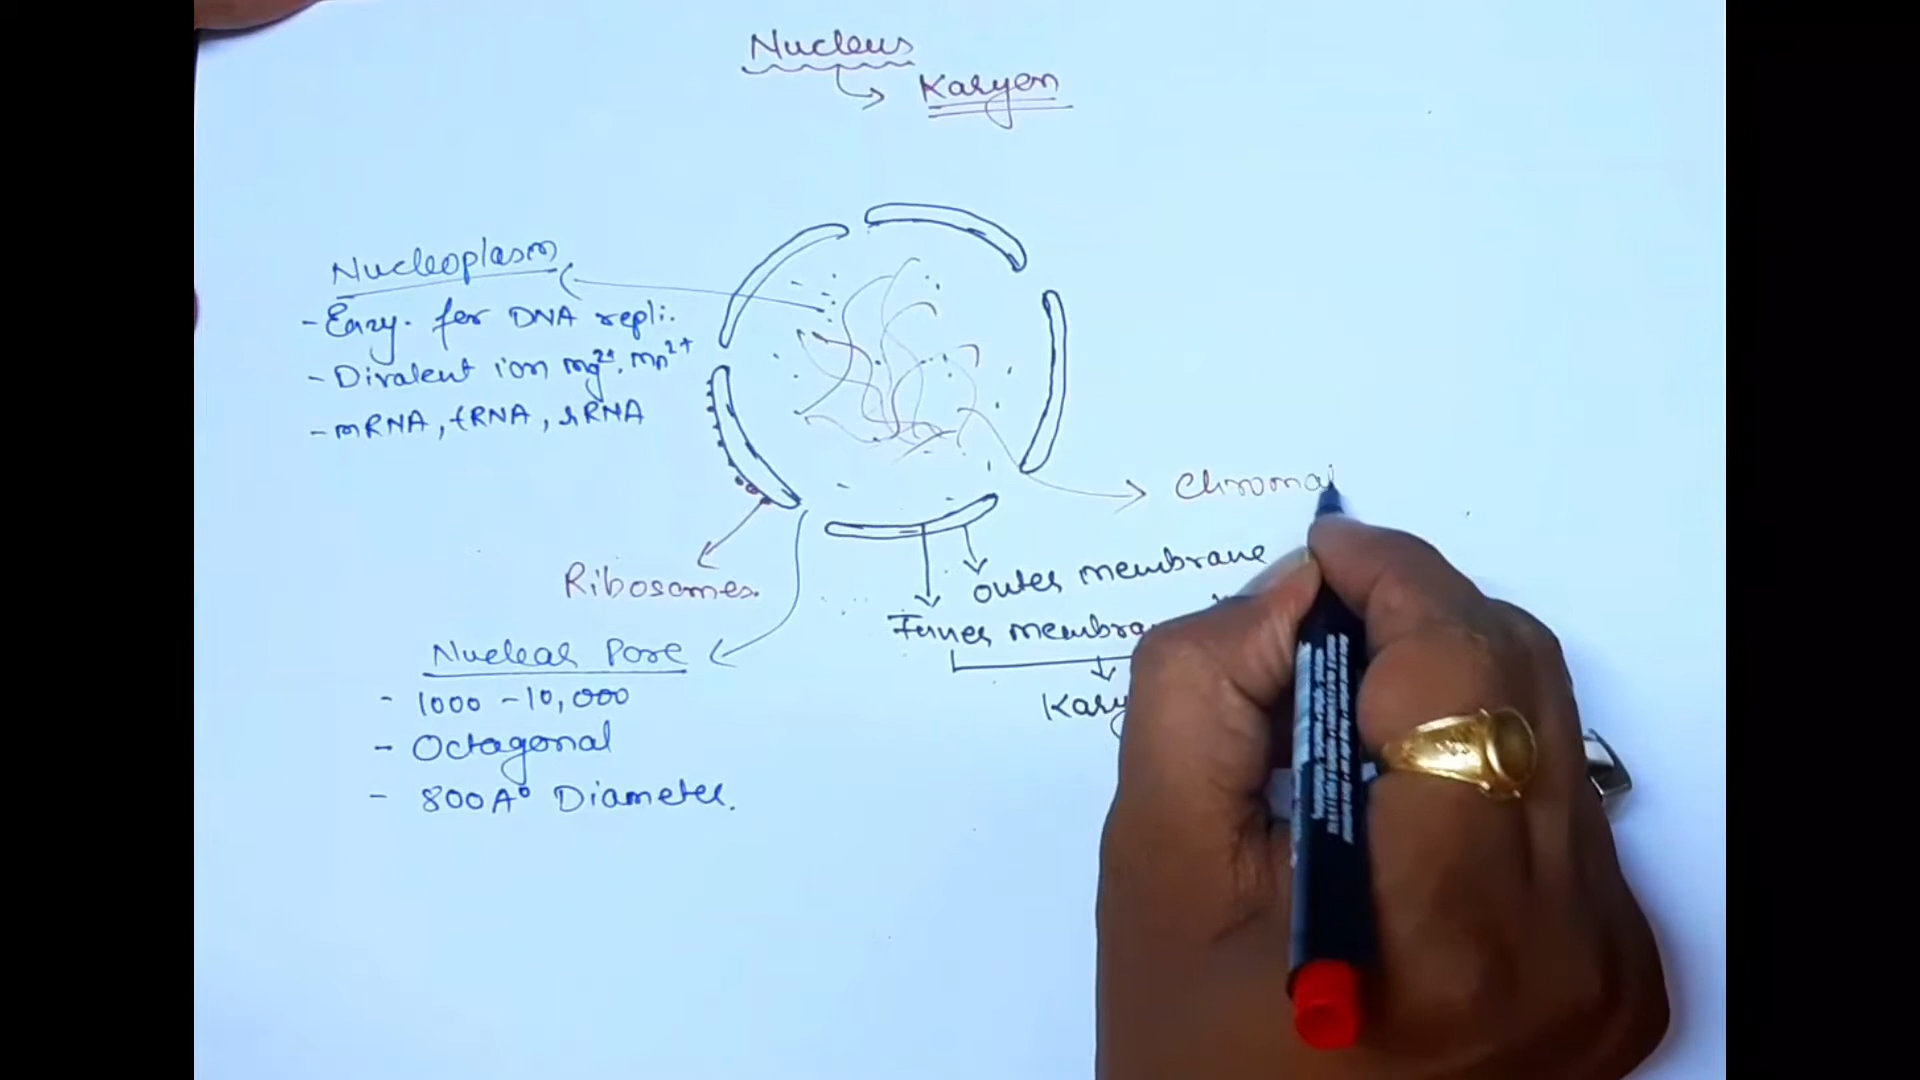 Nucleus
Karyon
Nucleoplasm
- Enzy. for DNA repli.
- Divalent ion Mg2+, Mn2+
- mRNA, tRNA, rRNA
Chroma
Ribosomes.
outer membrane
Inner membra
Kary
Nuclear Pore
- 1000 - 10,000
- Octagonal
- 800A° Diameter.